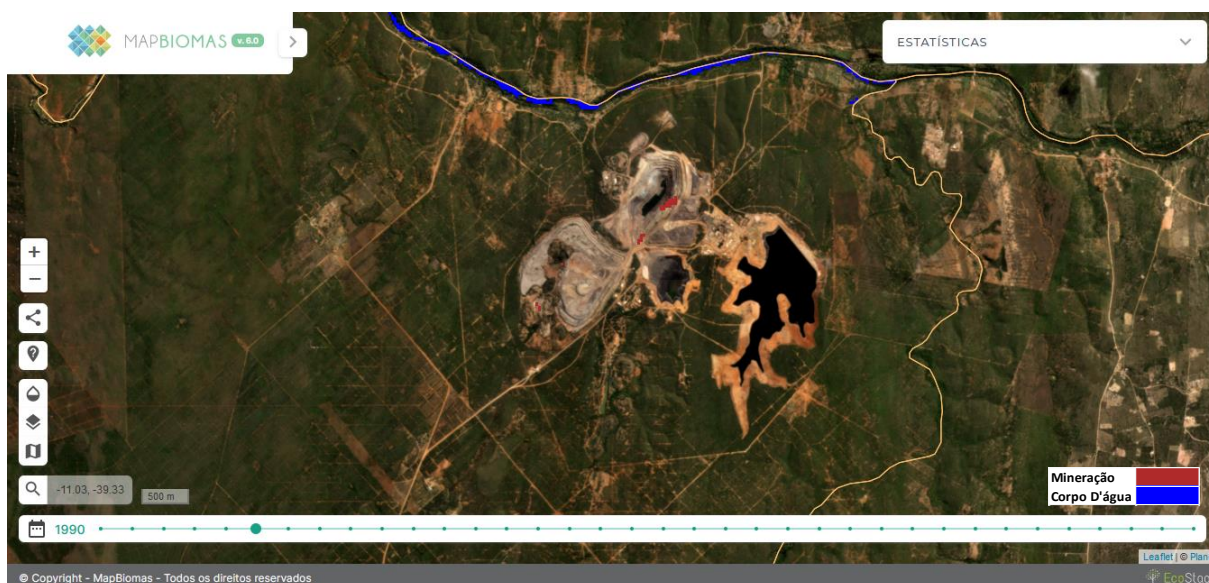 MAPBIOMAS v. 6.0
ESTATÍSTICAS
-11.03, -39.33
500 m
Mineração
Corpo D'água
1990
Leaflet | © Plan
© Copyright - MapBiomas - Todos os direitos reservados
EcoStac